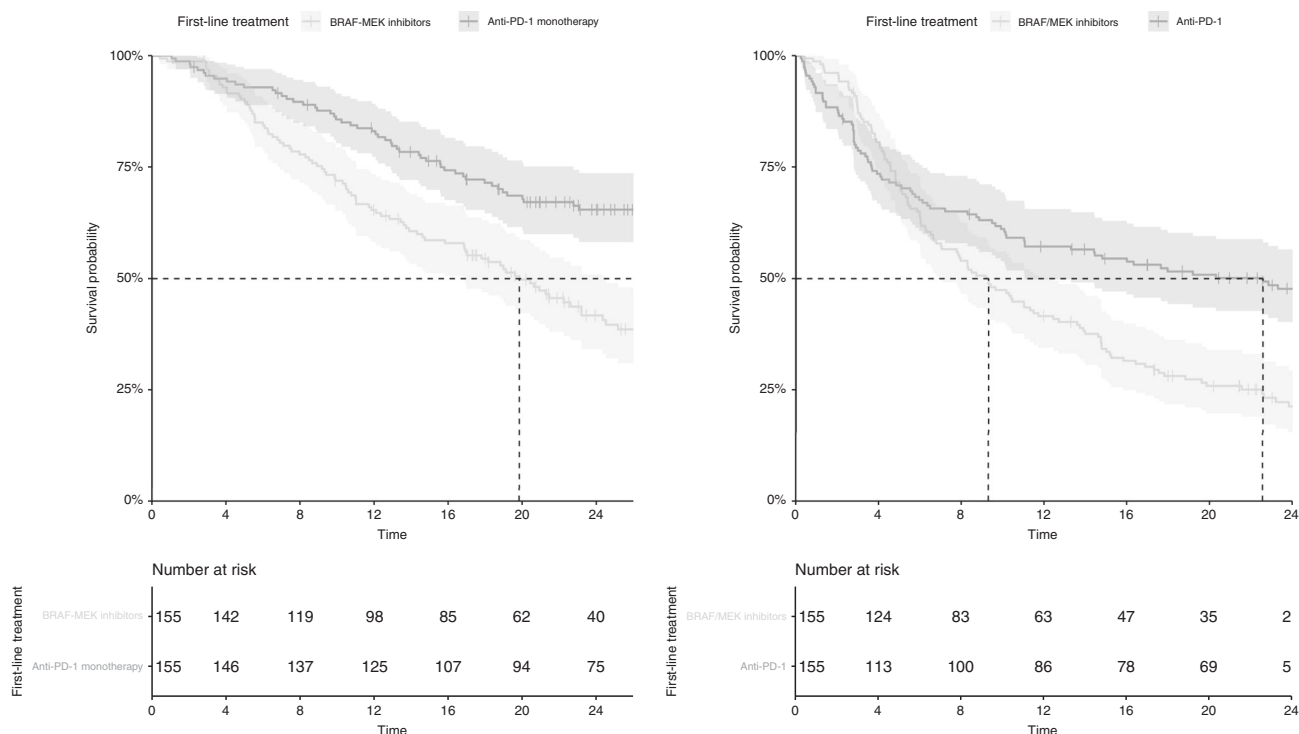 First-line treatment BRAF-MEK inhibitors Anti-PD-1 monotherapy
100%
75%
50%
25%
0%
Survival probability
0 4 8 12 16 20 24
Time
Number at risk
First-line treatment
BRAF-MEK inhibitors 155 142 119 98 85 62 40
Anti-PD-1 monotherapy 155 146 137 125 107 94 75
0 4 8 12 16 20 24
Time
First-line treatment BRAF/MEK inhibitors Anti-PD-1
100%
75%
50%
25%
0%
Survival probability
0 4 8 12 16 20 24
Time
Number at risk
First-line treatment
BRAF/MEK inhibitors 155 124 83 63 47 35 2
Anti-PD-1 155 113 100 86 78 69 5
0 4 8 12 16 20 24
Time